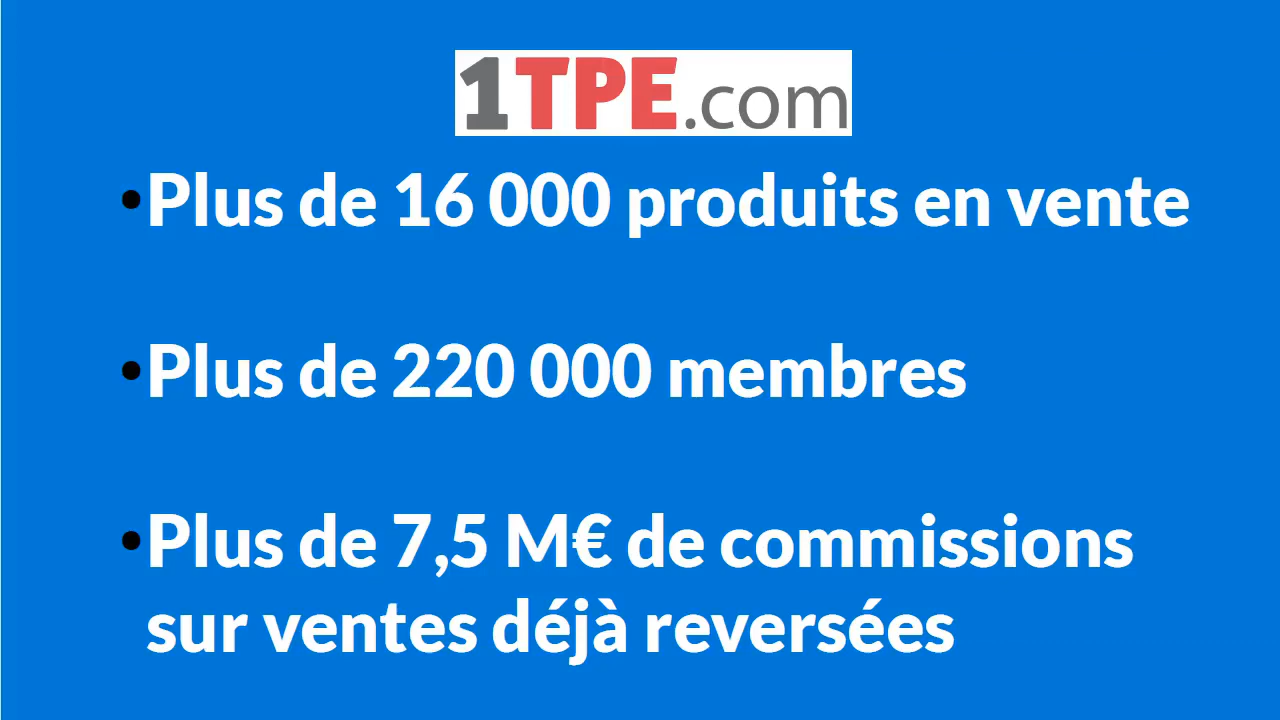 1TPE.com
•Plus de 16 000 produits en vente
•Plus de 220 000 membres
•Plus de 7,5 M€ de commissions
sur ventes déjà reversées